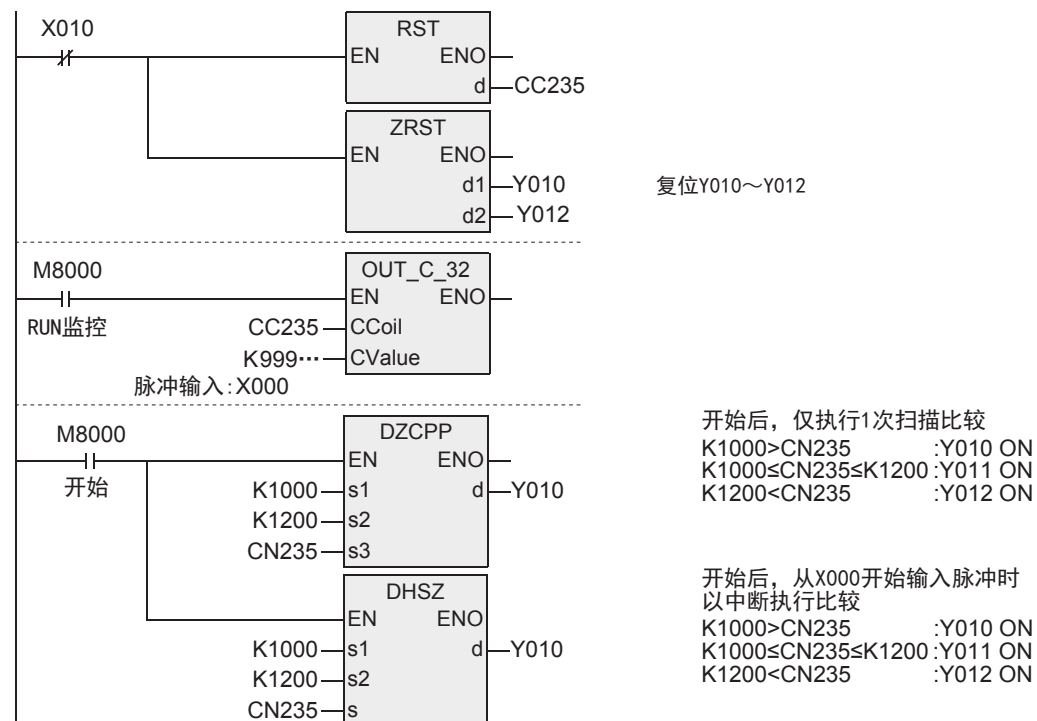 X010
RST
EN ENO
d CC235
ZRST
EN ENO
d1 Y010
d2 Y012
复位Y010～Y012
M8000
RUN监控
OUT_C_32
EN ENO
CC235 CCoil
K999… CValue
脉冲输入:X000
M8000
开始
DZCPP
EN ENO
K1000 s1 d Y010
K1200 s2
CN235 s3
开始后，仅执行1次扫描比较
K1000>CN235 :Y010 ON
K1000≤CN235≤K1200 :Y011 ON
K1200<CN235 :Y012 ON
DHSZ
EN ENO
K1000 s1 d Y010
K1200 s2
CN235 s
开始后，从X000开始输入脉冲时
以中断执行比较
K1000>CN235 :Y010 ON
K1000≤CN235≤K1200 :Y011 ON
K1200<CN235 :Y012 ON